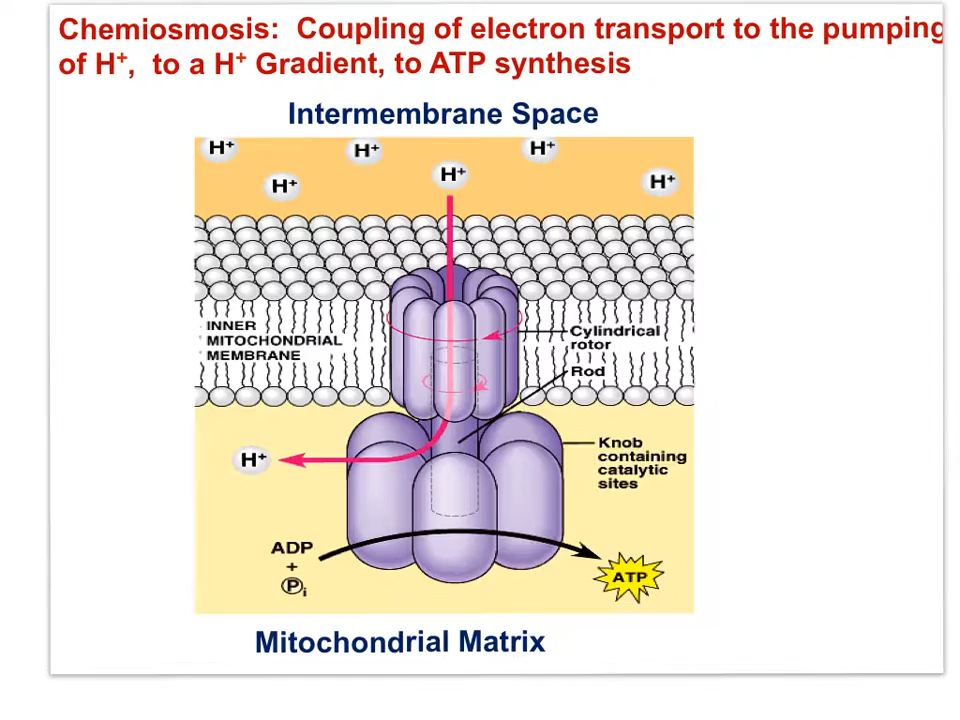 Chemiosmosis:  Coupling of electron transport to the pumping
of H⁺,  to a H⁺ Gradient, to ATP synthesis
Intermembrane Space
H⁺ H⁺ H⁺
H⁺ H⁺ H⁺
INNER
MITOCHONDRIAL
MEMBRANE
Cylindrical
rotor
Rod
Knob
containing
catalytic
sites
H⁺
ADP
+
Pi
ATP
Mitochondrial Matrix